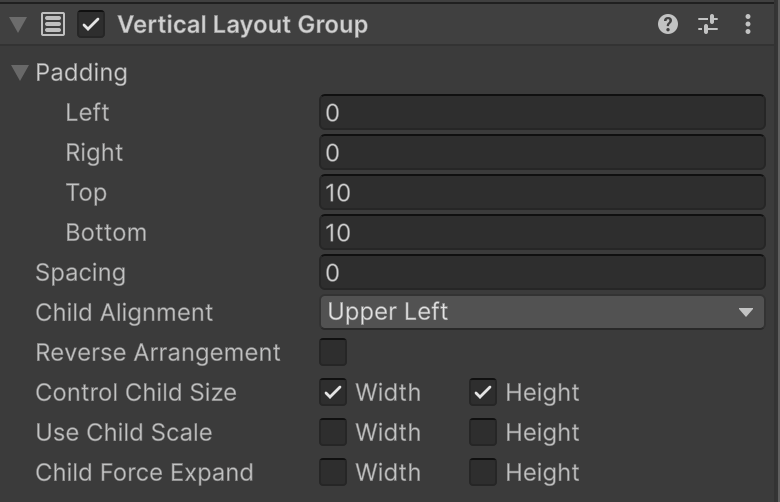 Vertical Layout Group
Padding
Left 0
Right 0
Top 10
Bottom 10
Spacing 0
Child Alignment Upper Left
Reverse Arrangement
Control Child Size Width Height
Use Child Scale Width Height
Child Force Expand Width Height